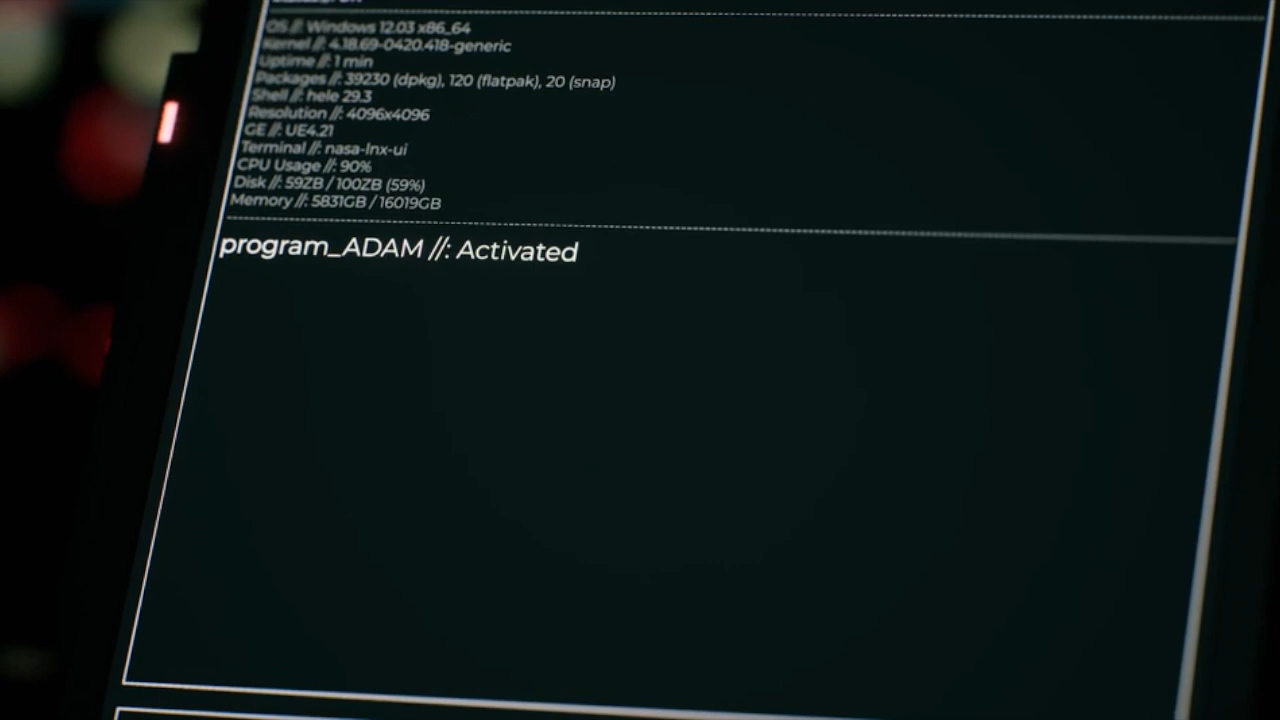 OS //: Windows 12.03 x86_64
Kernel //: 4.18.69-0420.418-generic
Uptime //: 1 min
Packages //: 39230 (dpkg), 120 (flatpak), 20 (snap)
Shell //: hele 29.3
Resolution //: 4096x4096
GE //: UE4.21
Terminal //: nasa-lnx-ui
CPU Usage //: 90%
Disk //: 59ZB / 100ZB (59%)
Memory //: 5831GB / 16019GB
program_ADAM //: Activated